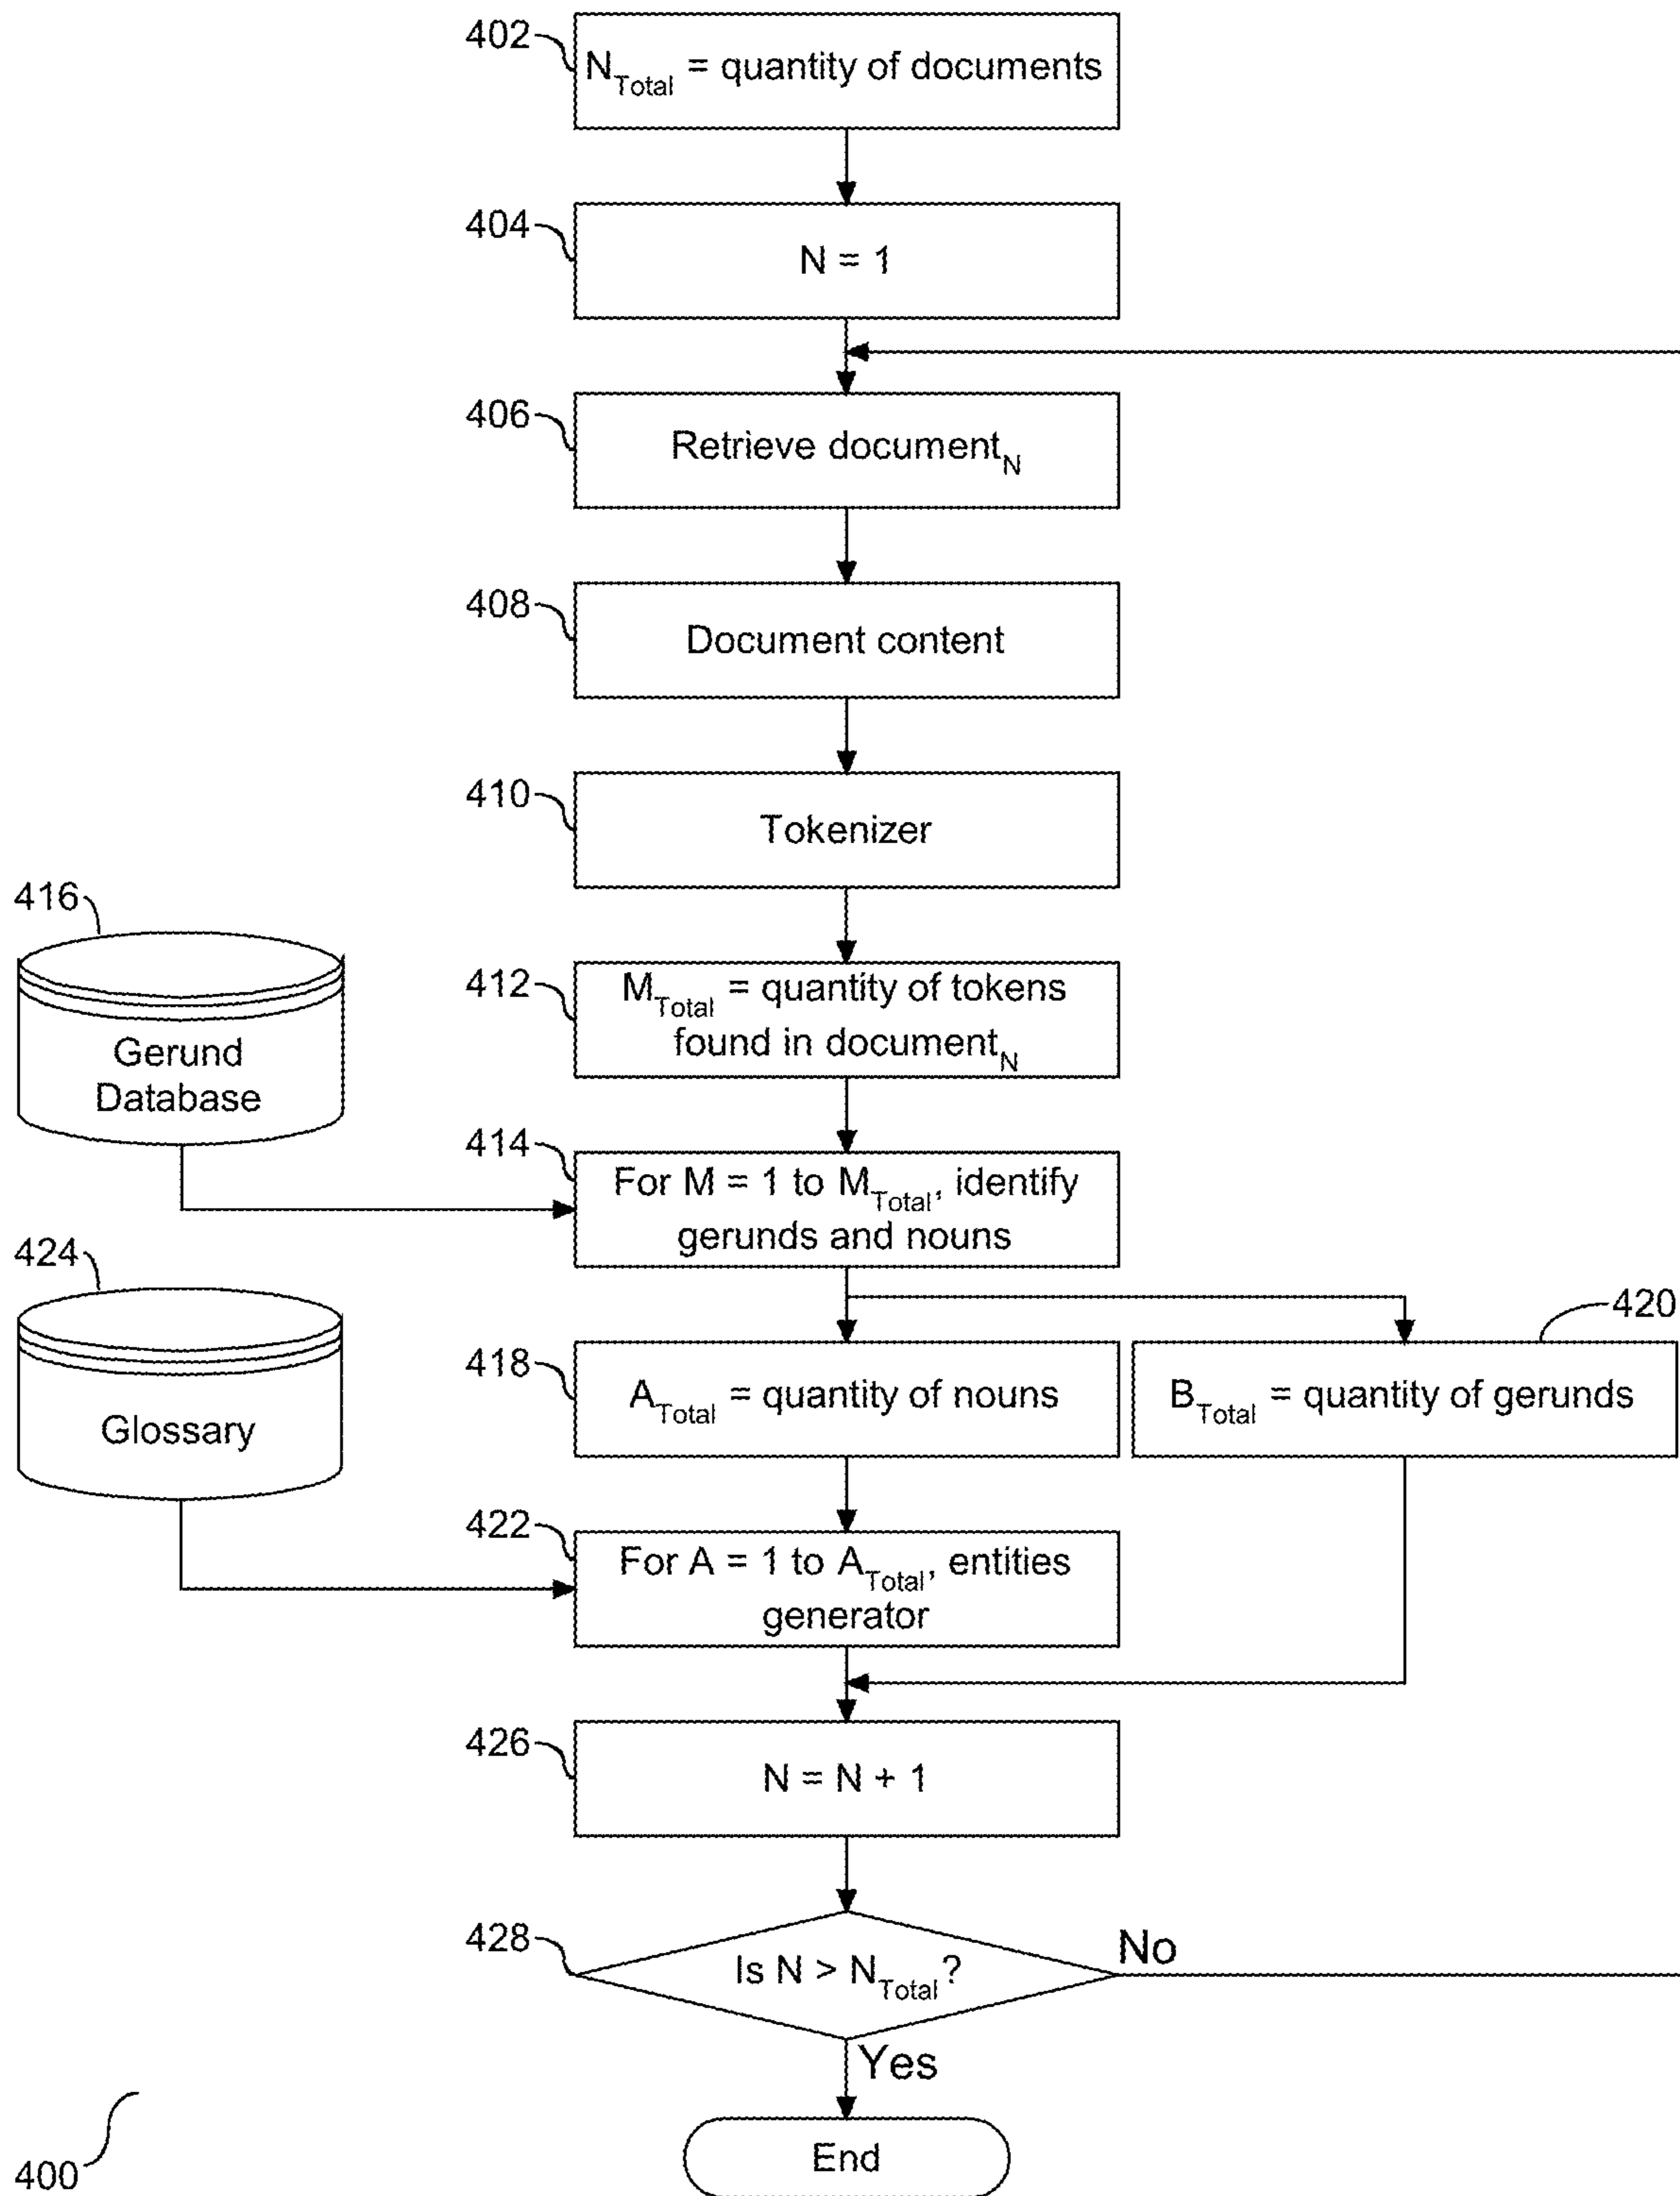 402
N_Total = quantity of documents
404
N = 1
406
Retrieve document_N
408
Document content
410
Tokenizer
416
Gerund
Database
412
M_Total = quantity of tokens
found in document_N
414
For M = 1 to M_Total, identify
gerunds and nouns
424
Glossary
420
418
A_Total = quantity of nouns
B_Total = quantity of gerunds
422
For A = 1 to A_Total, entities
generator
426
N = N + 1
428
Is N > N_Total?
No
Yes
End
400